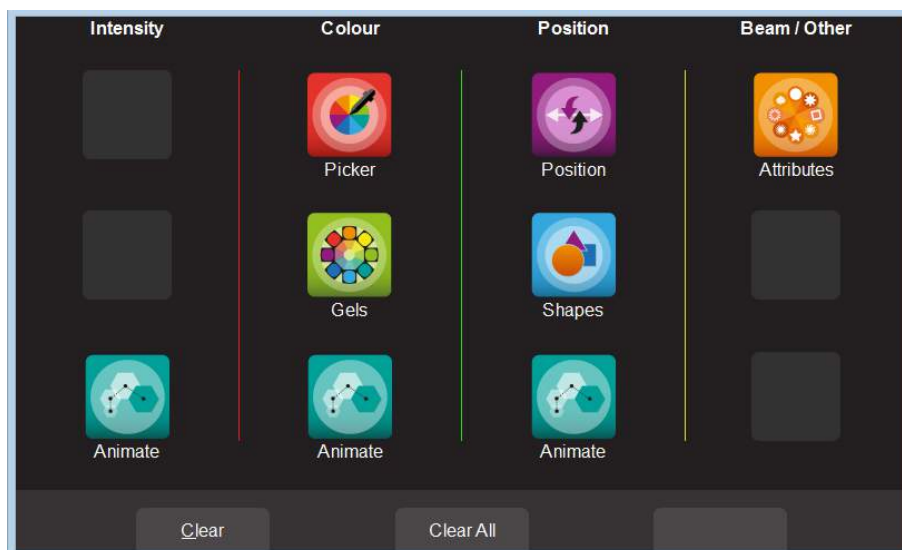 Intensity Colour Position Beam / Other
Picker Position Attributes
Gels Shapes
Animate Animate Animate
Clear Clear All